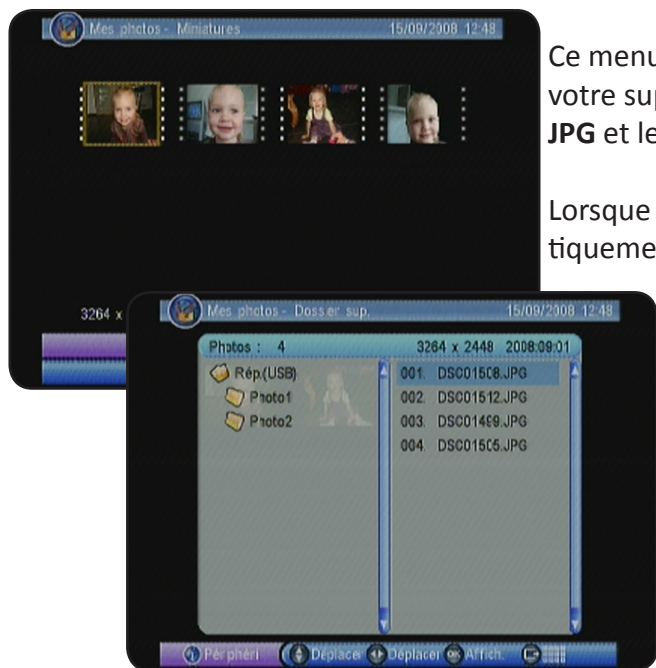 Mes photos - Miniatures 15/09/2008 12:48
3264 x
Ce menu
votre su
JPG et le
Lorsque
tiqueme
Mes photos - Dossier sup. 15/09/2008 12:48
Photos : 4 3264 x 2448 2008:09:01
Rép.(USB)
Photo1
Photo2
001. DSC01508.JPG
002. DSC01512.JPG
003. DSC01499.JPG
004. DSC01505.JPG
Périphéri Déplacer Déplacer OK Affich.